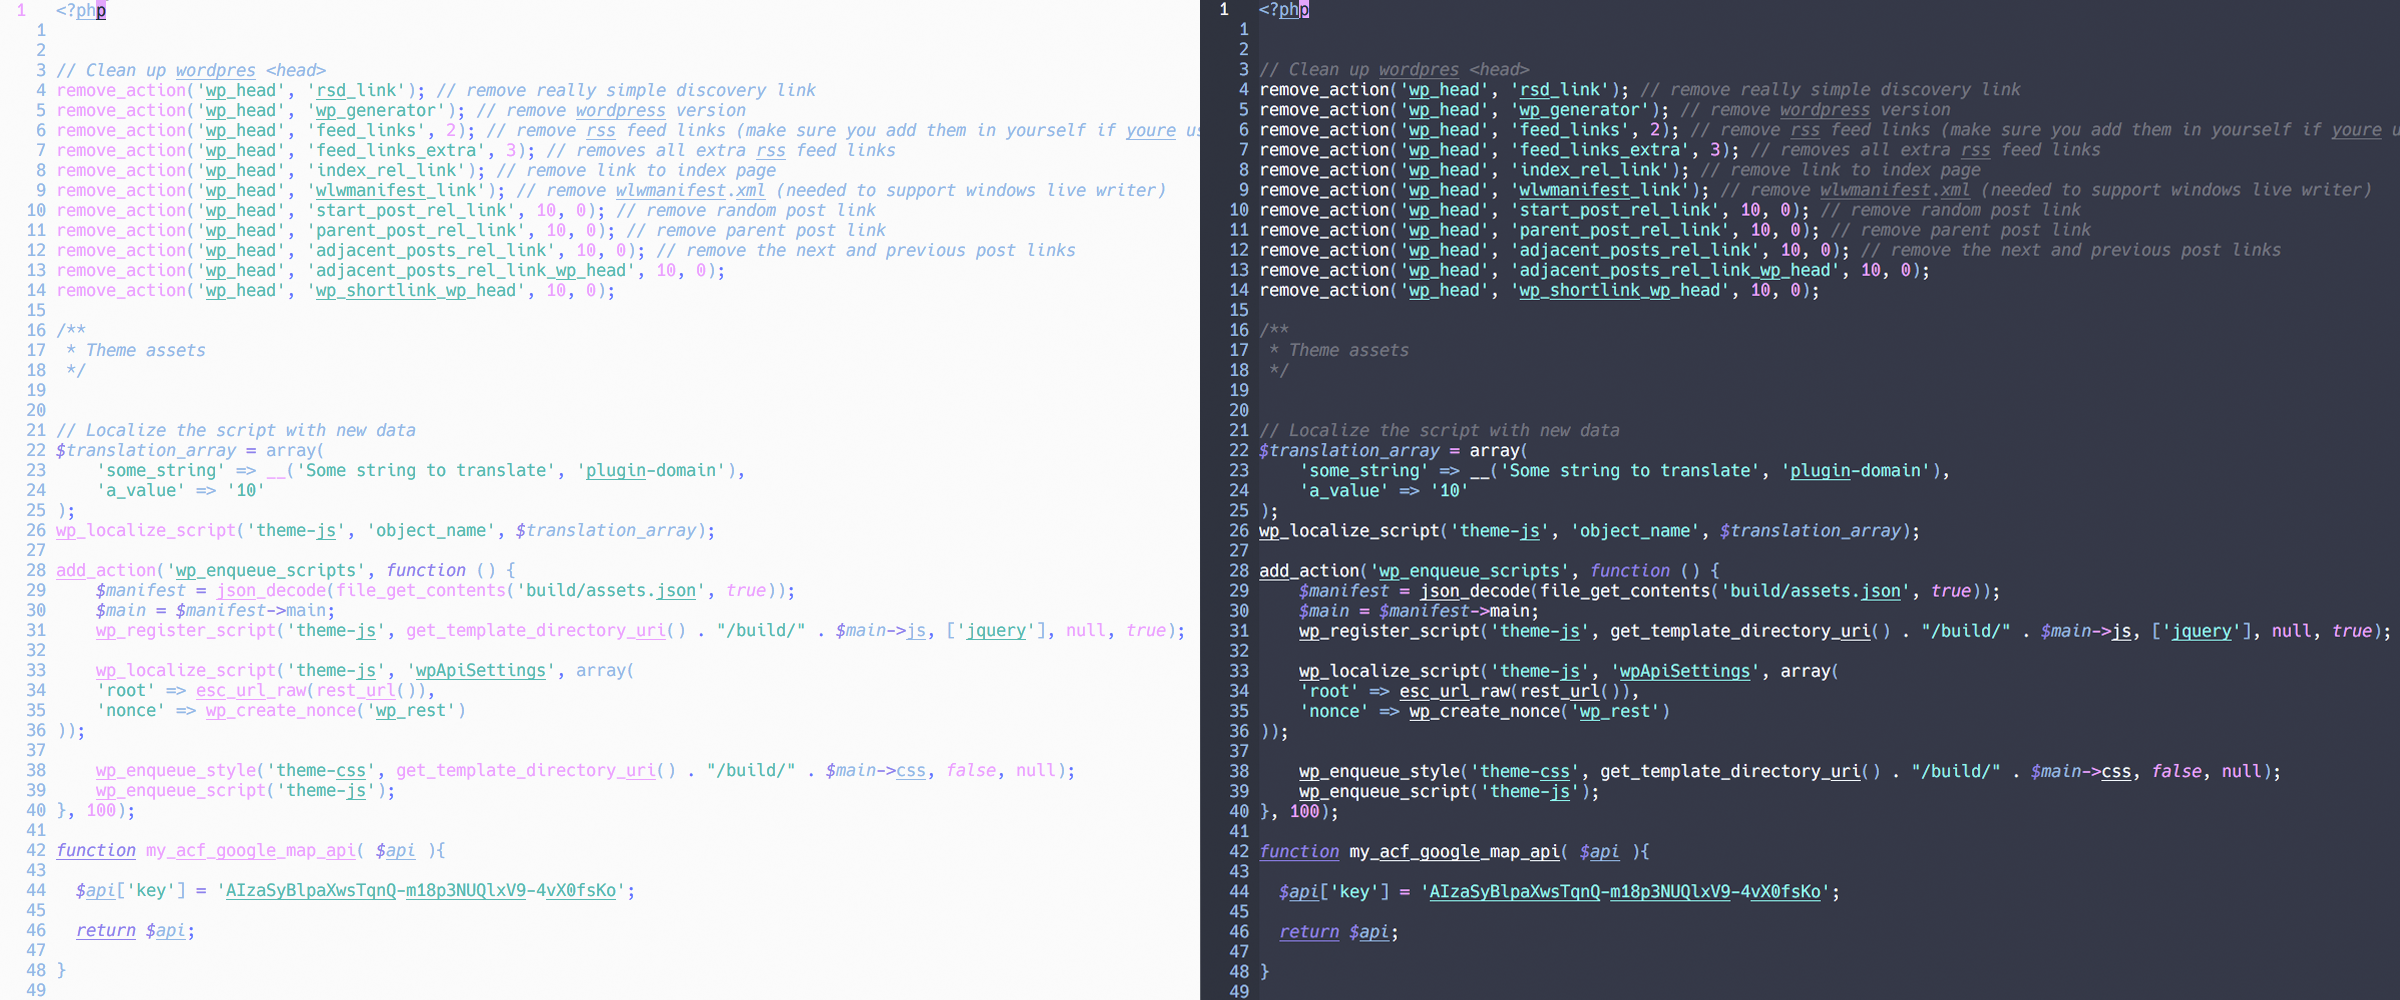 1 <?php
1
2
3 // Clean up wordpres <head>
4 remove_action('wp_head', 'rsd_link'); // remove really simple discovery link
5 remove_action('wp_head', 'wp_generator'); // remove wordpress version
6 remove_action('wp_head', 'feed_links', 2); // remove rss feed links (make sure you add them in yourself if youre us
7 remove_action('wp_head', 'feed_links_extra', 3); // removes all extra rss feed links
8 remove_action('wp_head', 'index_rel_link'); // remove link to index page
9 remove_action('wp_head', 'wlwmanifest_link'); // remove wlwmanifest.xml (needed to support windows live writer)
10 remove_action('wp_head', 'start_post_rel_link', 10, 0); // remove random post link
11 remove_action('wp_head', 'parent_post_rel_link', 10, 0); // remove parent post link
12 remove_action('wp_head', 'adjacent_posts_rel_link', 10, 0); // remove the next and previous post links
13 remove_action('wp_head', 'adjacent_posts_rel_link_wp_head', 10, 0);
14 remove_action('wp_head', 'wp_shortlink_wp_head', 10, 0);
15
16 /**
17  * Theme assets
18  */
19
20
21 // Localize the script with new data
22 $translation_array = array(
23     'some_string' => __('Some string to translate', 'plugin-domain'),
24     'a_value' => '10'
25 );
26 wp_localize_script('theme-js', 'object_name', $translation_array);
27
28 add_action('wp_enqueue_scripts', function () {
29     $manifest = json_decode(file_get_contents('build/assets.json', true));
30     $main = $manifest->main;
31     wp_register_script('theme-js', get_template_directory_uri() . "/build/" . $main->js, ['jquery'], null, true);
32
33     wp_localize_script('theme-js', 'wpApiSettings', array(
34     'root' => esc_url_raw(rest_url()),
35     'nonce' => wp_create_nonce('wp_rest')
36 ));
37
38     wp_enqueue_style('theme-css', get_template_directory_uri() . "/build/" . $main->css, false, null);
39     wp_enqueue_script('theme-js');
40 }, 100);
41
42 function my_acf_google_map_api( $api ){
43
44   $api['key'] = 'AIzaSyBlpaXwsTqnQ-m18p3NUQlxV9-4vX0fsKo';
45
46   return $api;
47
48 }
49
1 <?php
1
2
3 // Clean up wordpres <head>
4 remove_action('wp_head', 'rsd_link'); // remove really simple discovery link
5 remove_action('wp_head', 'wp_generator'); // remove wordpress version
6 remove_action('wp_head', 'feed_links', 2); // remove rss feed links (make sure you add them in yourself if youre u
7 remove_action('wp_head', 'feed_links_extra', 3); // removes all extra rss feed links
8 remove_action('wp_head', 'index_rel_link'); // remove link to index page
9 remove_action('wp_head', 'wlwmanifest_link'); // remove wlwmanifest.xml (needed to support windows live writer)
10 remove_action('wp_head', 'start_post_rel_link', 10, 0); // remove random post link
11 remove_action('wp_head', 'parent_post_rel_link', 10, 0); // remove parent post link
12 remove_action('wp_head', 'adjacent_posts_rel_link', 10, 0); // remove the next and previous post links
13 remove_action('wp_head', 'adjacent_posts_rel_link_wp_head', 10, 0);
14 remove_action('wp_head', 'wp_shortlink_wp_head', 10, 0);
15
16 /**
17  * Theme assets
18  */
19
20
21 // Localize the script with new data
22 $translation_array = array(
23     'some_string' => __('Some string to translate', 'plugin-domain'),
24     'a_value' => '10'
25 );
26 wp_localize_script('theme-js', 'object_name', $translation_array);
27
28 add_action('wp_enqueue_scripts', function () {
29     $manifest = json_decode(file_get_contents('build/assets.json', true));
30     $main = $manifest->main;
31     wp_register_script('theme-js', get_template_directory_uri() . "/build/" . $main->js, ['jquery'], null, true);
32
33     wp_localize_script('theme-js', 'wpApiSettings', array(
34     'root' => esc_url_raw(rest_url()),
35     'nonce' => wp_create_nonce('wp_rest')
36 ));
37
38     wp_enqueue_style('theme-css', get_template_directory_uri() . "/build/" . $main->css, false, null);
39     wp_enqueue_script('theme-js');
40 }, 100);
41
42 function my_acf_google_map_api( $api ){
43
44   $api['key'] = 'AIzaSyBlpaXwsTqnQ-m18p3NUQlxV9-4vX0fsKo';
45
46   return $api;
47
48 }
49